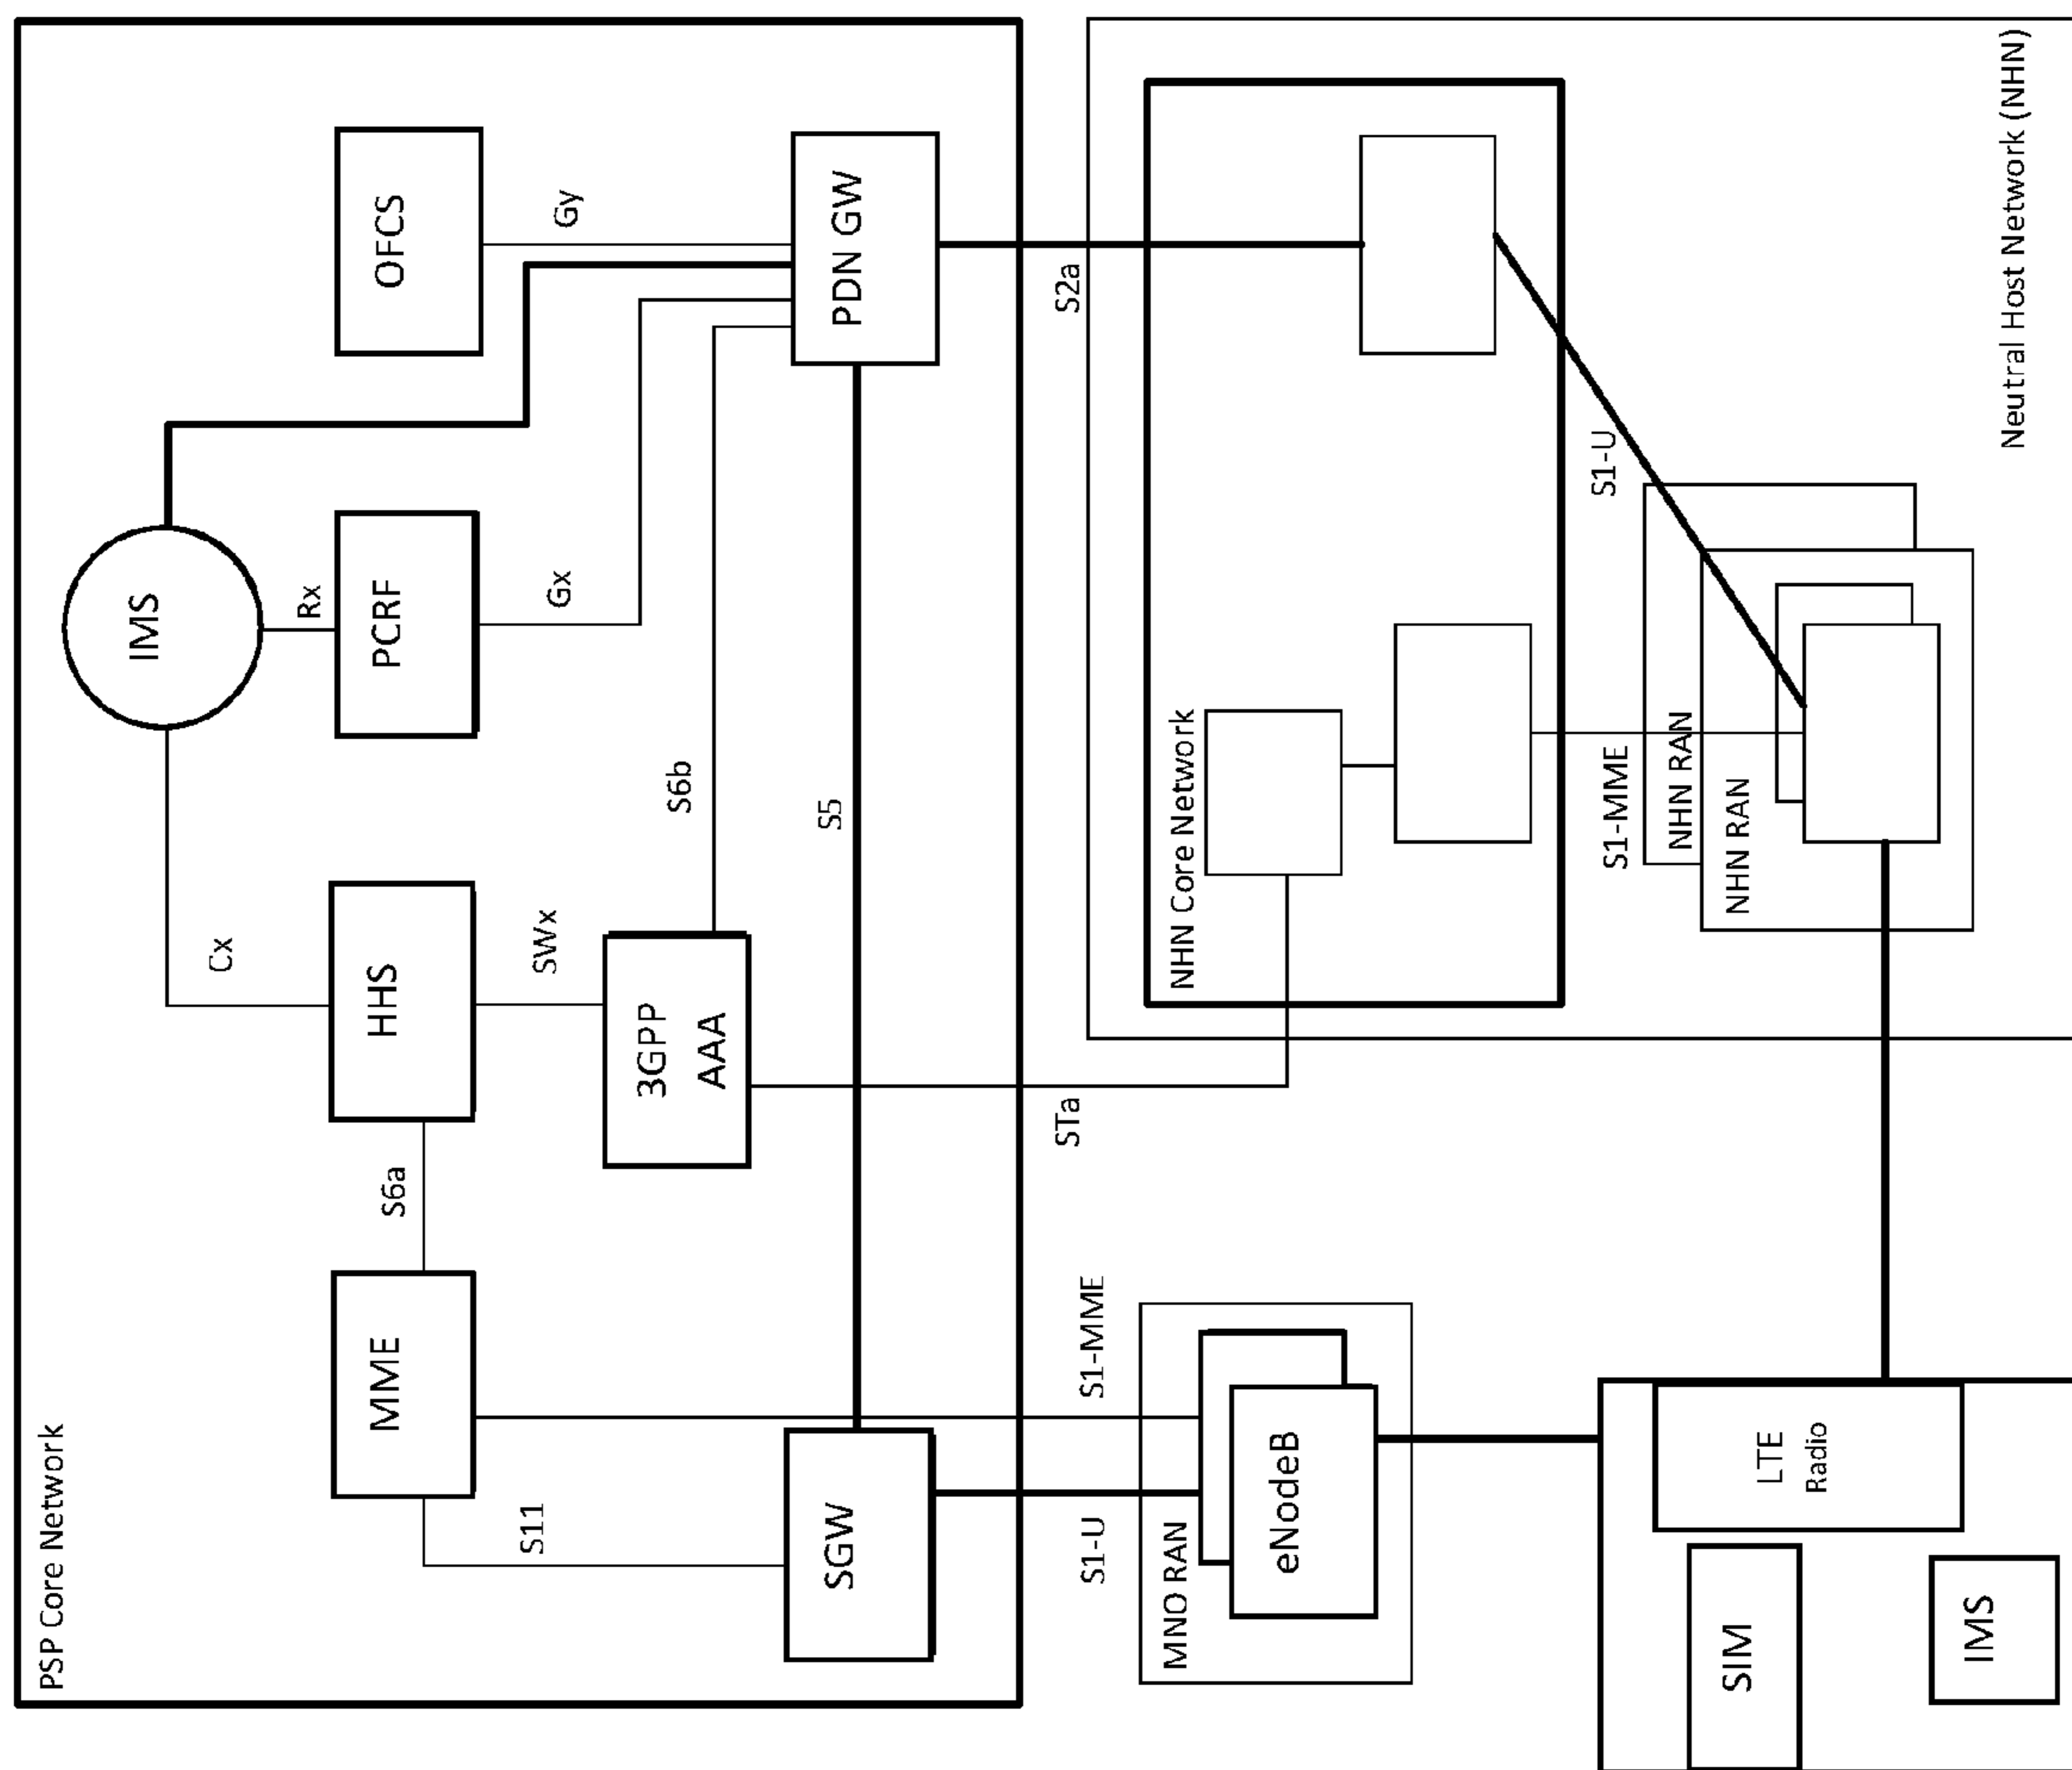 PSP Core Network
IMS
Rx
Cx
OFCS
PCRF
HHS
MME
S6a
Gy
Gx
SWx
S11
3GPP
AAA
S6b
S5
PDN GW
SGW
S2a
STa
S1-MME
S1-U
MNO RAN
eNodeB
NHN Core Network
S1-U
S1-MME
NHN RAN
NHN RAN
Neutral Host Network (NHN)
LTE
Radio
SIM
IMS